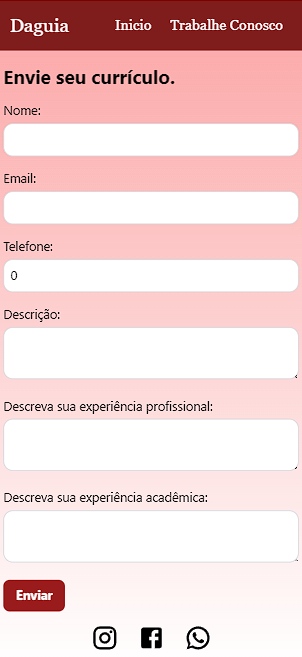 Daguia Inicio Trabalhe Conosco
Envie seu currículo.
Nome:
Email:
Telefone:
0
Descrição:
Descreva sua experiência profissional:
Descreva sua experiência acadêmica:
Enviar